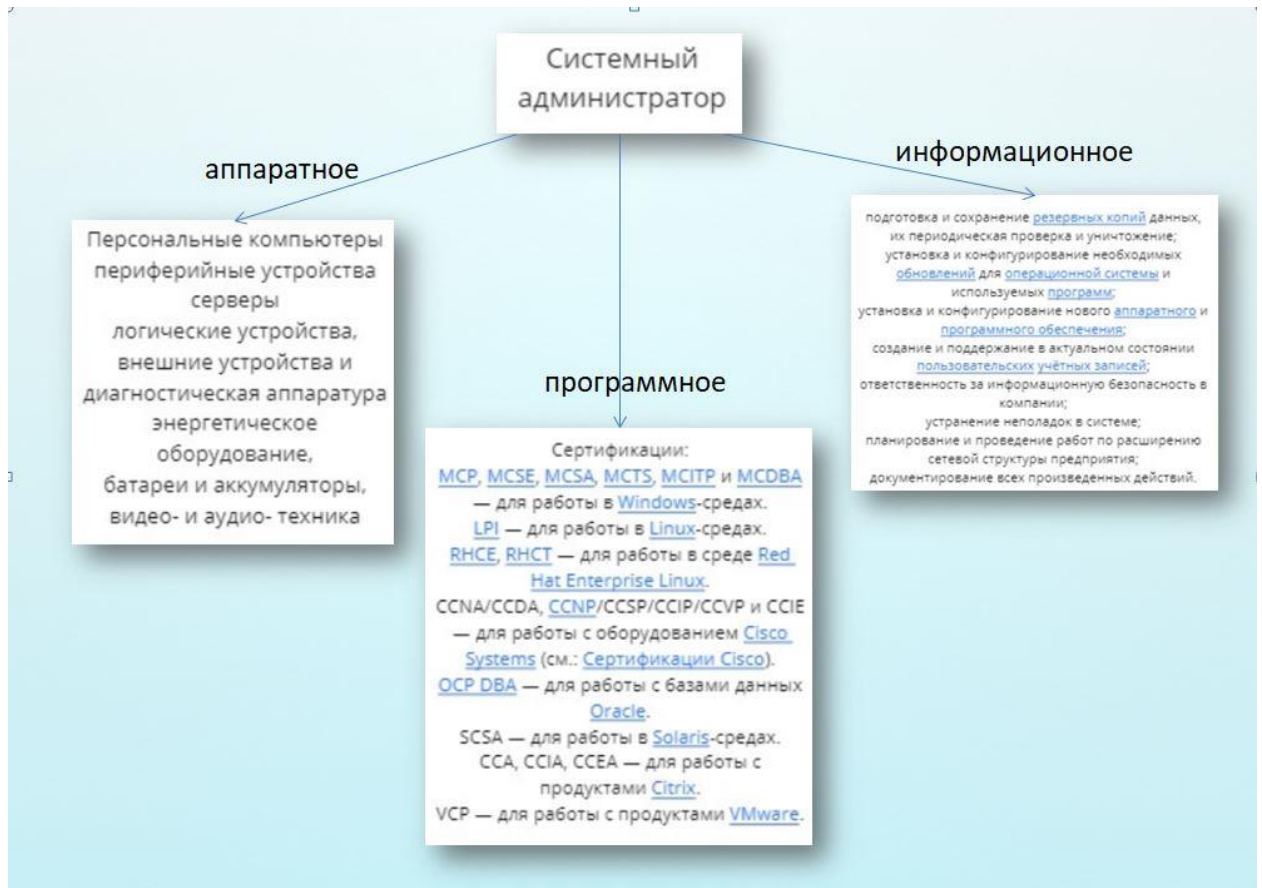 Системный
администратор
аппаратное
Персональные компьютеры
периферийные устройства
серверы
логические устройства,
внешние устройства и
диагностическая аппаратура
энергетическое
оборудование,
батареи и аккумуляторы,
видео- и аудио- техника
программное
Сертификации:
MCP, MCSE, MCSA, MCTS, MCITP и MCDBA
— для работы в Windows-средах.
LPI — для работы в Linux-средах.
RHCE, RHCT — для работы в среде Red
Hat Enterprise Linux.
CCNA/CCDA, CCNP/CCSP/CCIP/CCVP и CCIE
— для работы с оборудованием Cisco
Systems (см.: Сертификации Cisco).
OCP DBA — для работы с базами данных
Oracle.
SCSA — для работы в Solaris-средах.
CCA, CCIA, CCEA — для работы с
продуктами Citrix.
VCP — для работы с продуктами VMware.
информационное
подготовка и сохранение резервных копий данных,
их периодическая проверка и уничтожение;
установка и конфигурирование необходимых
обновлений для операционной системы и
используемых программ;
установка и конфигурирование нового аппаратного и
программного обеспечения;
создание и поддержание в актуальном состоянии
пользовательских учётных записей;
ответственность за информационную безопасность в
компании;
устранение неполадок в системе;
планирование и проведение работ по расширению
сетевой структуры предприятия;
документирование всех произведенных действий.